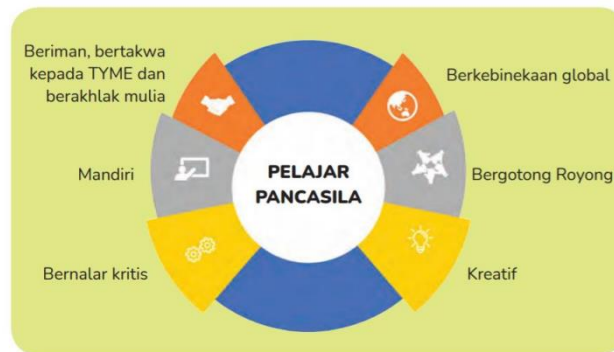 Beriman, bertakwa
kepada TYME dan
berakhlak mulia
Berkebinekaan global
Mandiri
PELAJAR
PANCASILA
Bergotong Royong
Bernalar kritis
Kreatif